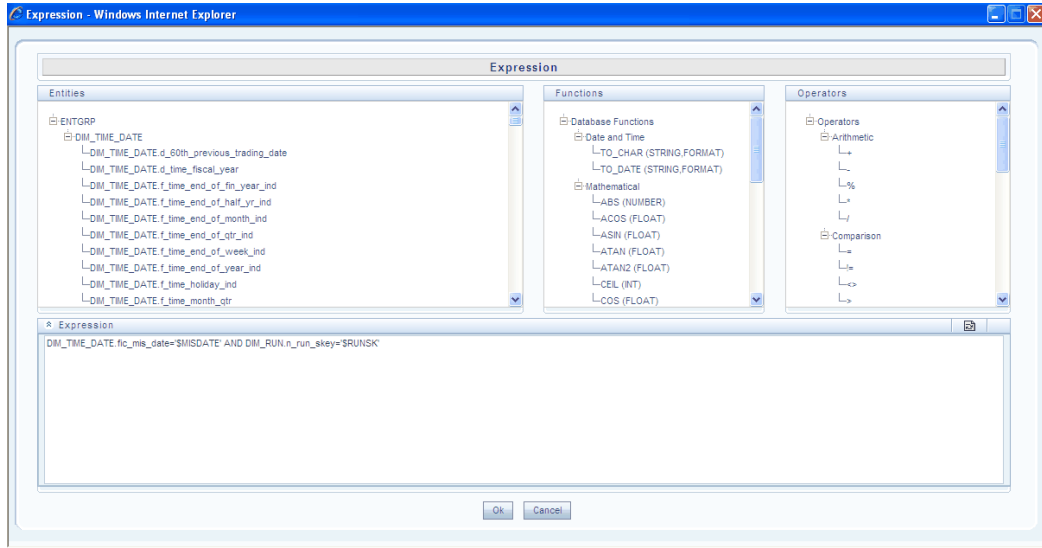 Expression - Windows Internet Explorer
Expression
Entities
ENTGRP
DIM_TIME_DATE
DIM_TIME_DATE.d_60th_previous_trading_date
DIM_TIME_DATE.d_time_fiscal_year
DIM_TIME_DATE.f_time_end_of_fin_year_ind
DIM_TIME_DATE.f_time_end_of_half_yr_ind
DIM_TIME_DATE.f_time_end_of_month_ind
DIM_TIME_DATE.f_time_end_of_qtr_ind
DIM_TIME_DATE.f_time_end_of_week_ind
DIM_TIME_DATE.f_time_end_of_year_ind
DIM_TIME_DATE.f_time_holiday_ind
DIM_TIME_DATE.f_time_month_qtr
Functions
Database Functions
Date and Time
TO_CHAR (STRING,FORMAT)
TO_DATE (STRING,FORMAT)
Mathematical
ABS (NUMBER)
ACOS (FLOAT)
ASIN (FLOAT)
ATAN (FLOAT)
ATAN2 (FLOAT)
CEIL (INT)
COS (FLOAT)
Operators
Operators
Arithmetic
+
-
%
*
/
Comparison
=
!=
<>
>
Expression
DIM_TIME_DATE.fic_mis_date='$MISDATE' AND DIM_RUN.n_run_skey='$RUNSK'
Ok
Cancel